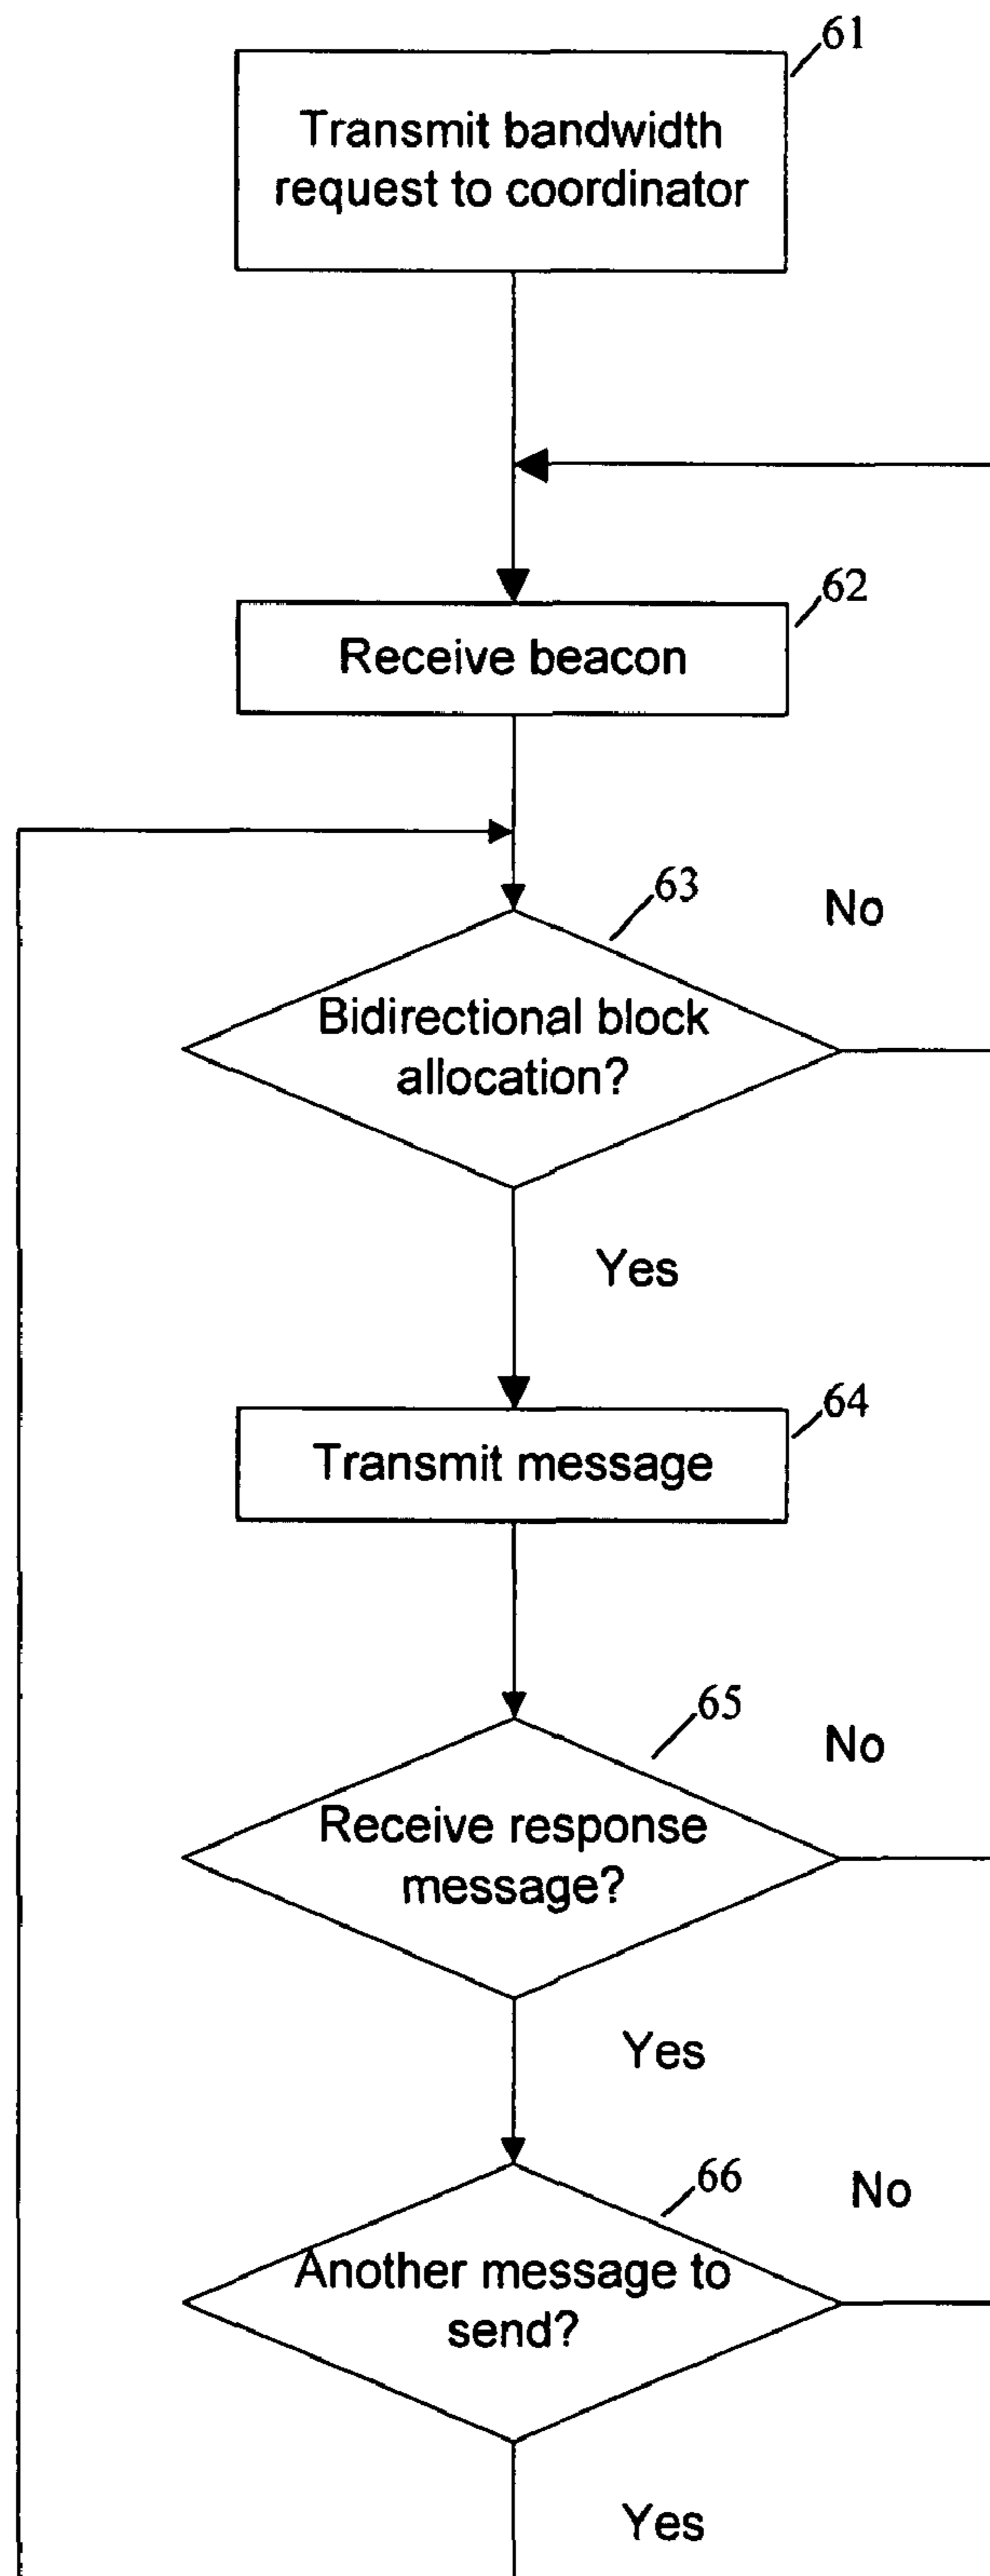 61
Transmit bandwidth
request to coordinator
62
Receive beacon
63
No
Bidirectional block
allocation?
Yes
64
Transmit message
65
No
Receive response
message?
Yes
66
No
Another message to
send?
Yes